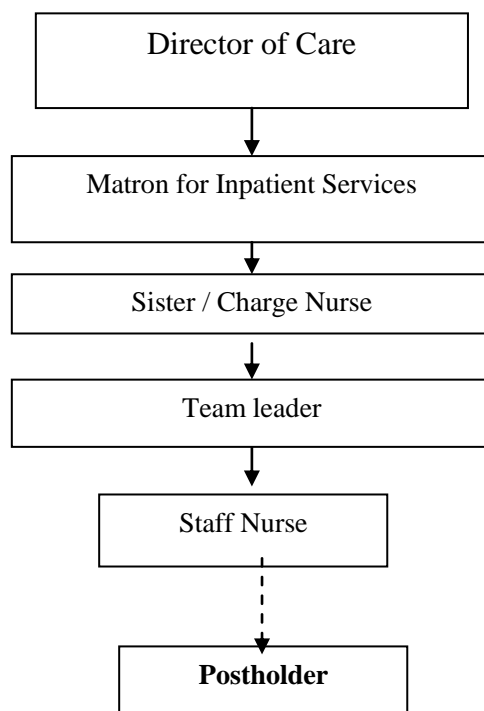 Director of Care
Matron for Inpatient Services
Sister / Charge Nurse
Team leader
Staff Nurse
Postholder